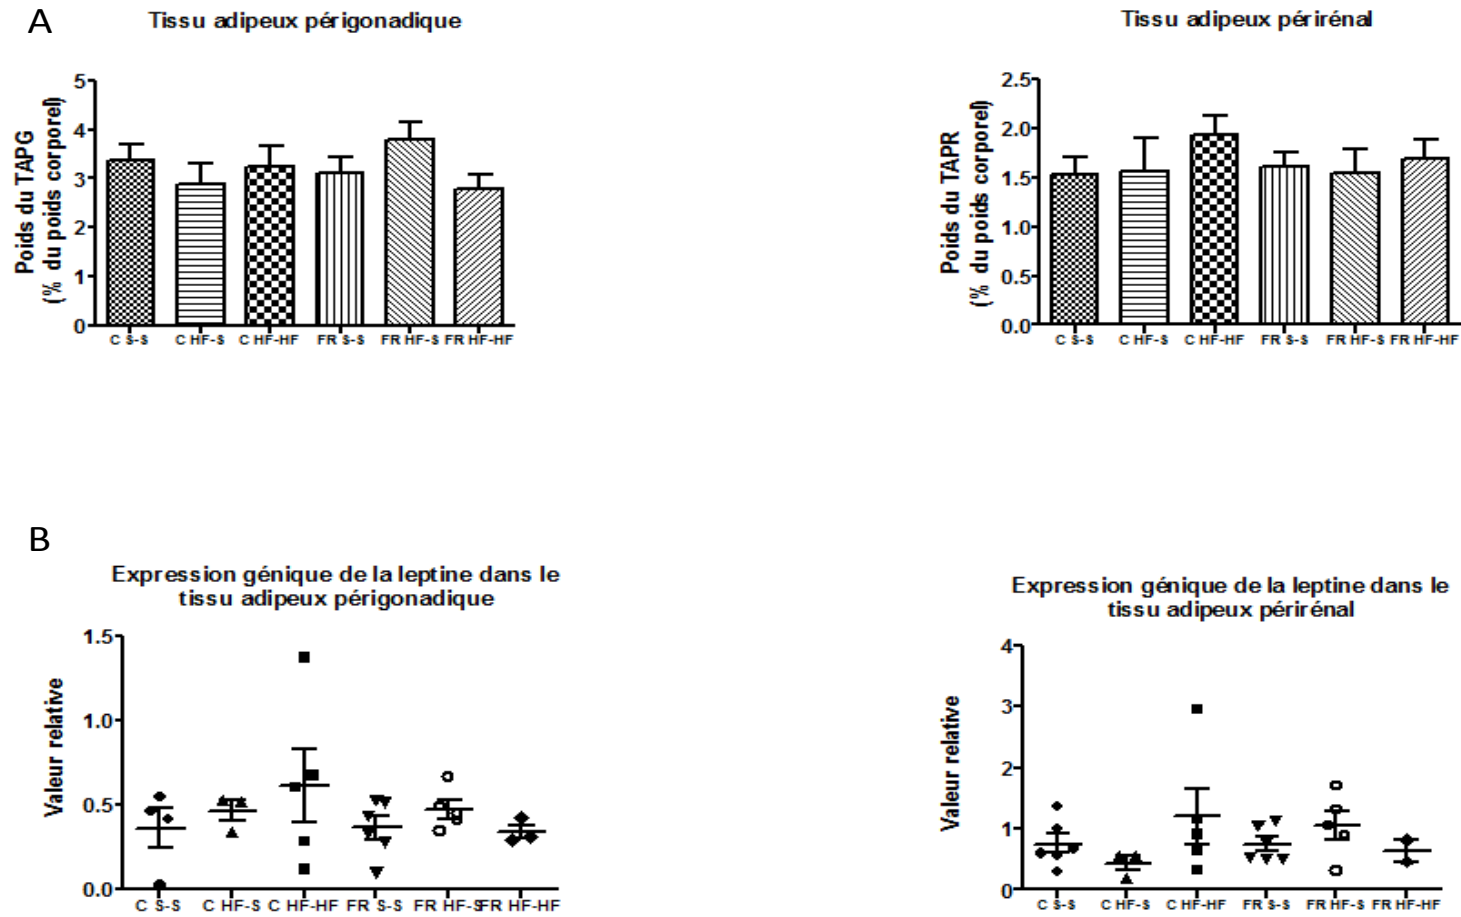 A
Tissu adipeux périgonadique
Poids du TAPG
(% du poids corporel)
5
4
3
2
1
0
C S-S C HF-S C HF-HF FR S-S FR HF-S FR HF-HF
Tissu adipeux périrénal
Poids du TAPR
(% du poids corporel)
2.5
2.0
1.5
1.0
0.5
0.0
C S-S C HF-S C HF-HF FR S-S FR HF-S FR HF-HF
B
Expression génique de la leptine dans le
tissu adipeux périgonadique
Valeur relative
1.5
1.0
0.5
0.0
C S-S C HF-S C HF-HF FR S-S FR HF-S FR HF-HF
Expression génique de la leptine dans le
tissu adipeux périrénal
Valeur relative
4
3
2
1
0
C S-S C HF-S C HF-HF FR S-S FR HF-S FR HF-HF